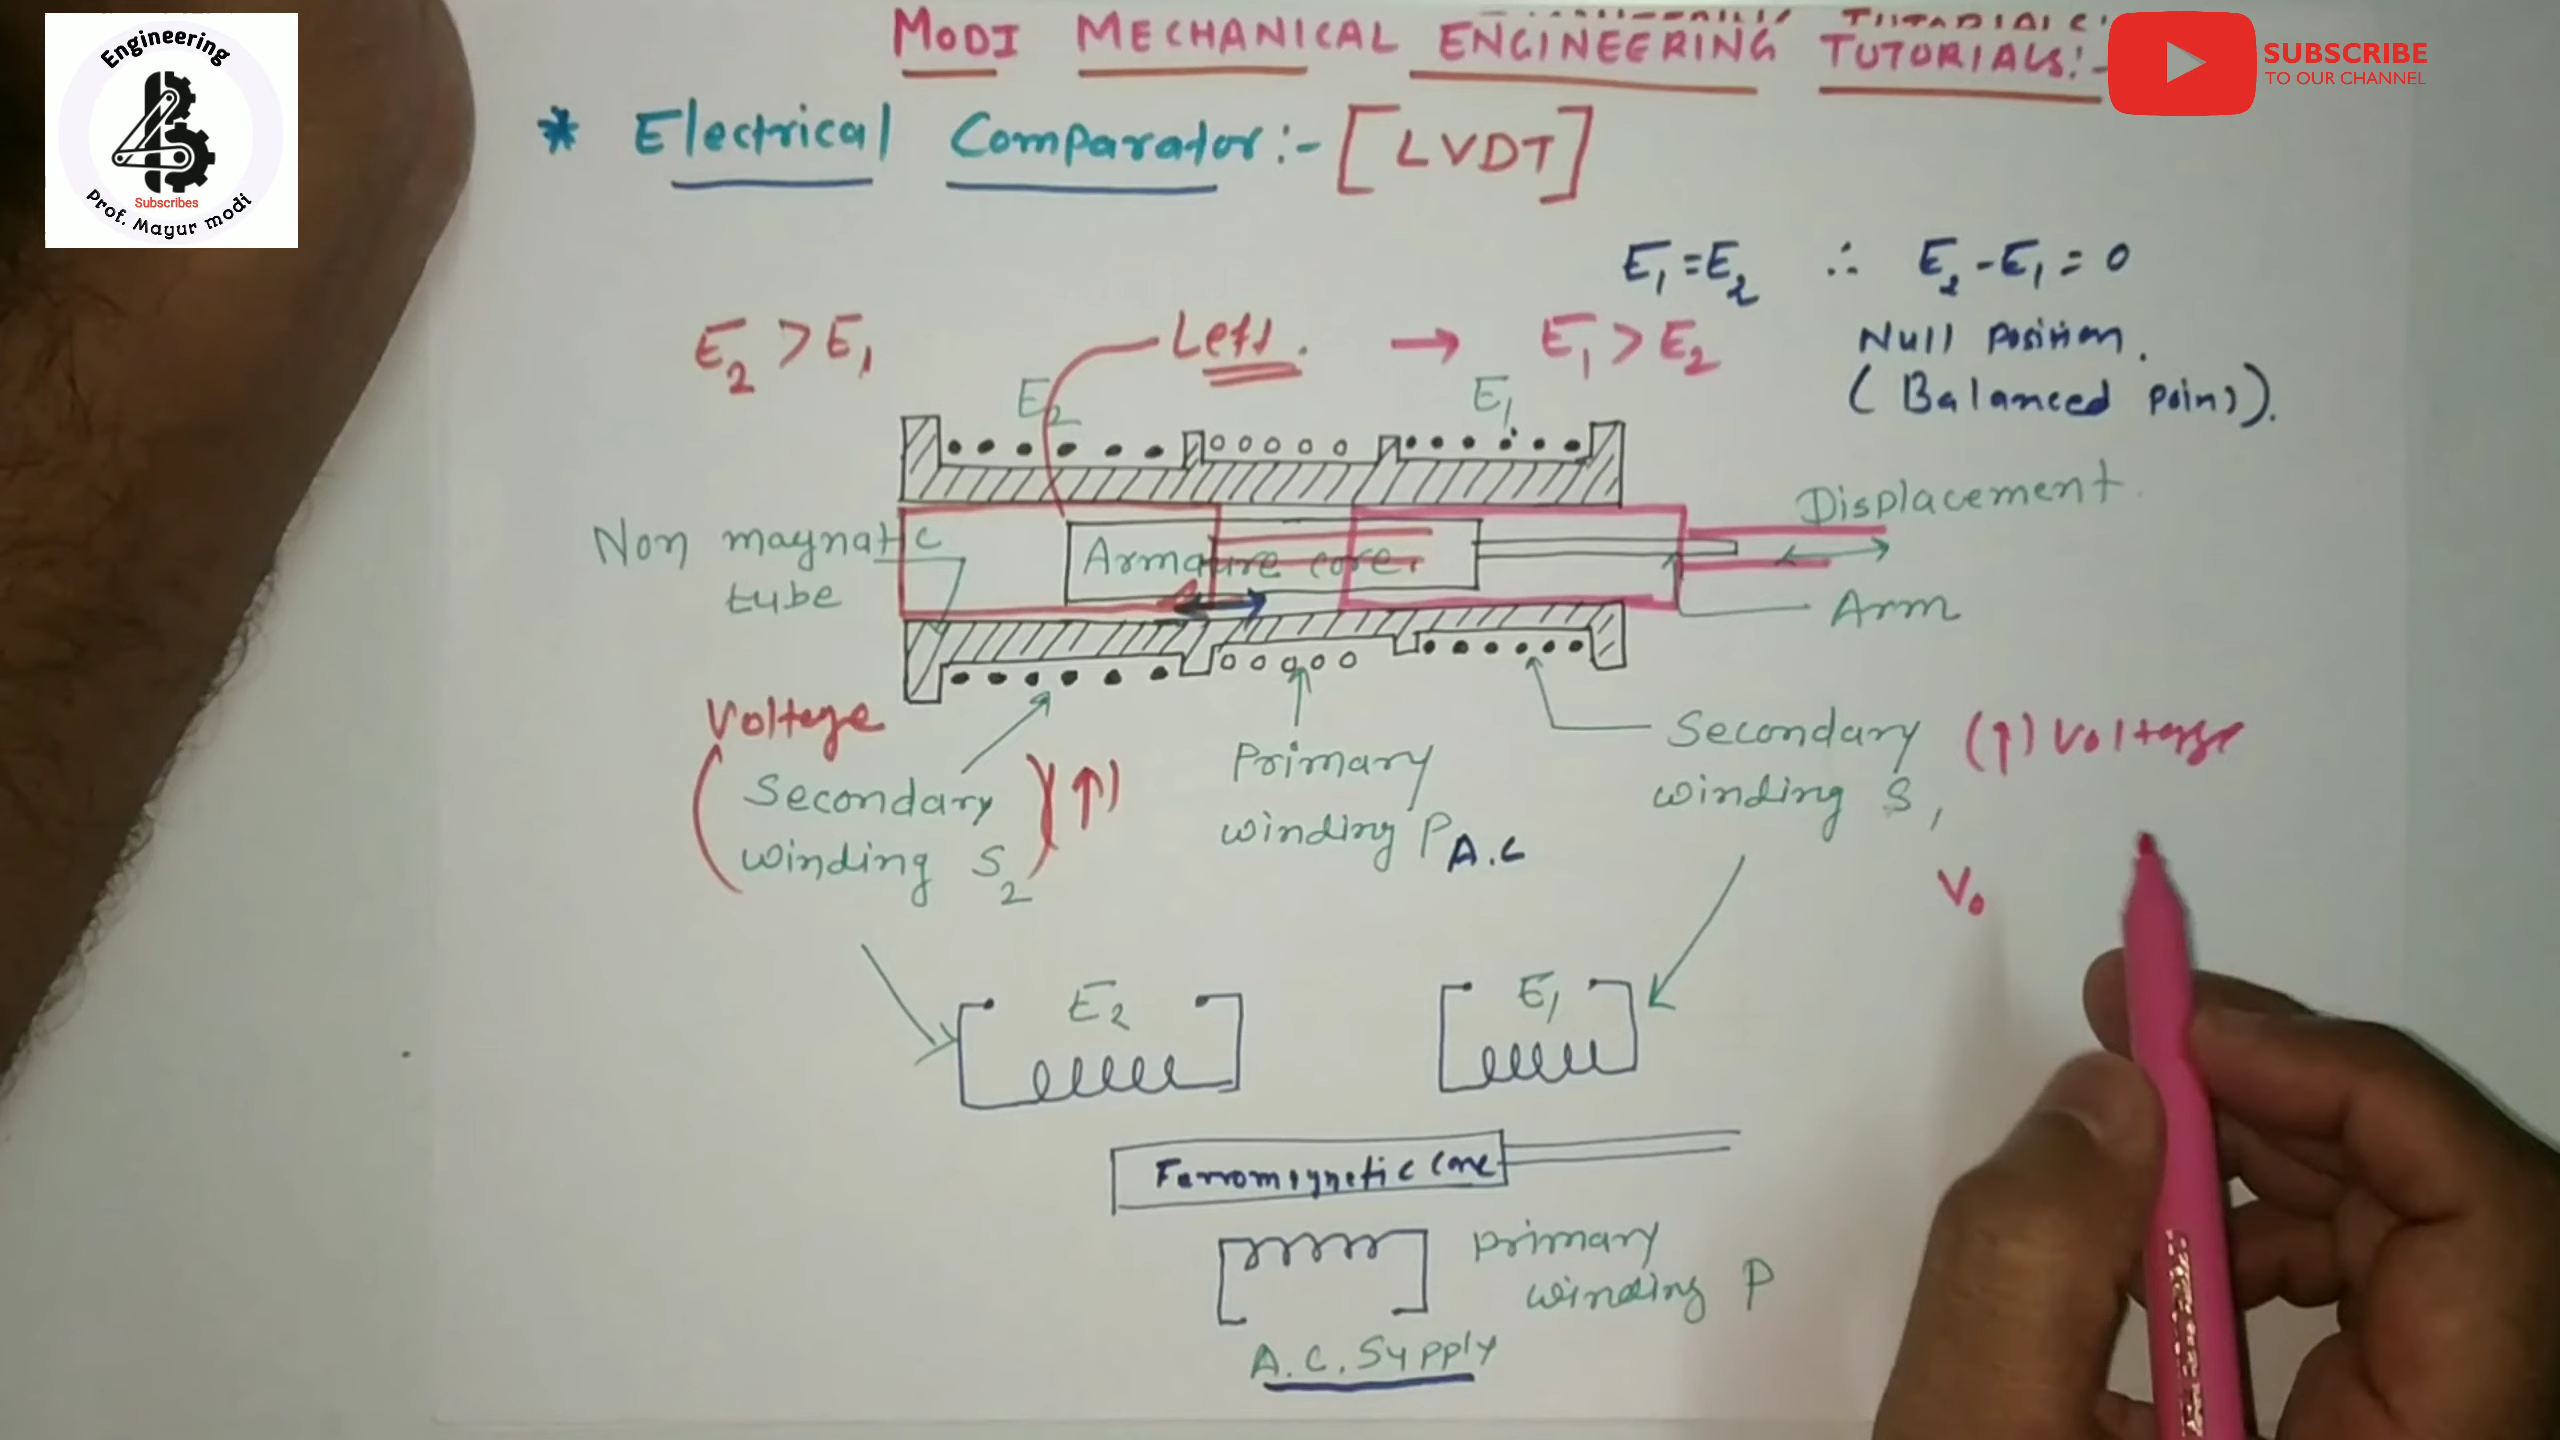 Engineering
Subscribes
Prof. Mayur modi
MODI MECHANICAL ENGINEERING TUTORIALS:-
SUBSCRIBE
TO OUR CHANNEL
* Electrical Comparator:- [LVDT]
E1 = E2 ∴ E2 - E1 = 0
Null Position.
(Balanced Point).
E2 > E1
Left.
→ E1 > E2
E2
E1
Displacement.
Non magnatic
tube
Armature core.
Arm
Voltage
(Secondary
winding S2) (↑)
Primary
winding P
A.C
Secondary
winding S1
(↑) Voltage
Vo
E2
E1
Ferromagnetic Core
primary
winding P
A.C. Supply